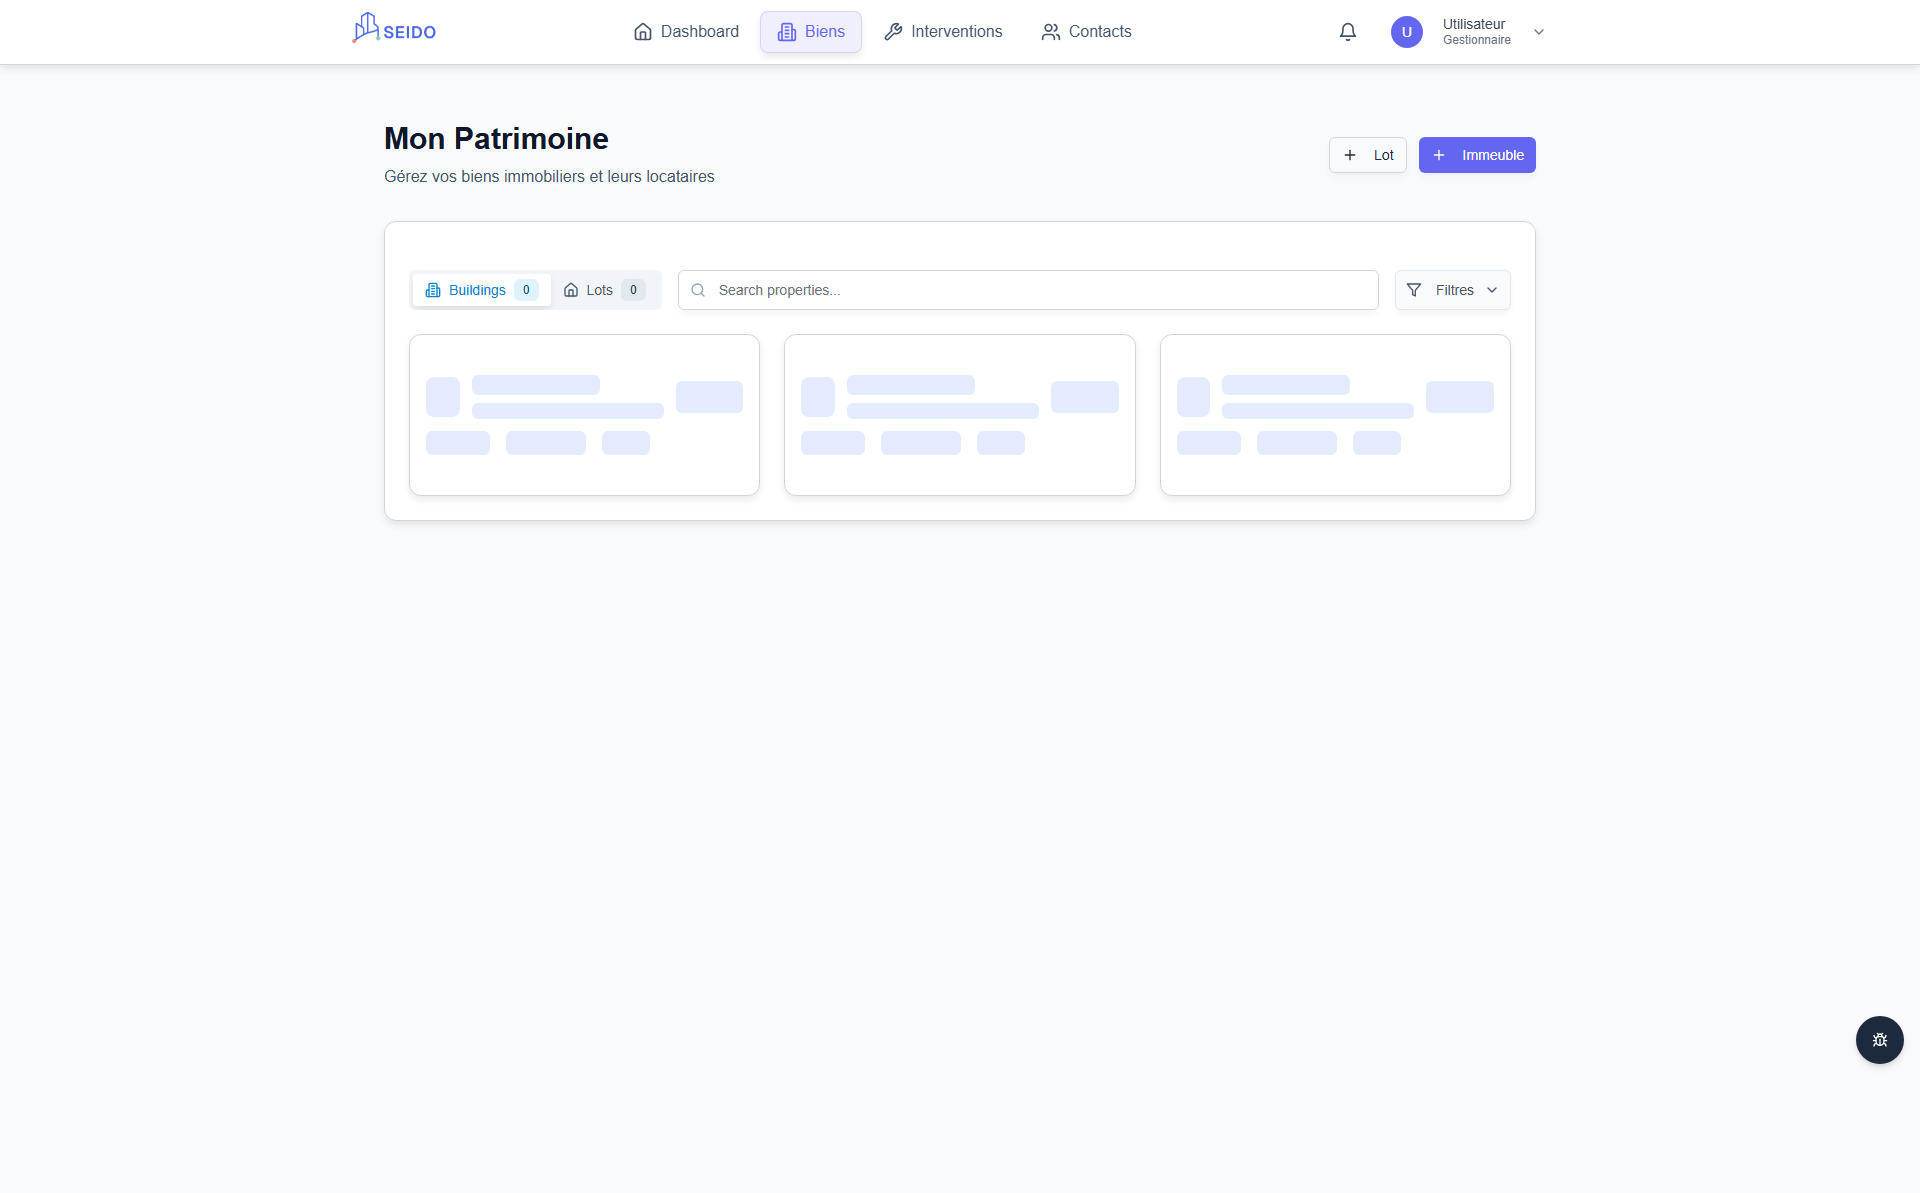 SEIDO
Dashboard
Biens
Interventions
Contacts
U
Utilisateur
Gestionnaire
Mon Patrimoine
Gérez vos biens immobiliers et leurs locataires
Lot
Immeuble
Buildings 0
Lots 0
Search properties...
Filtres